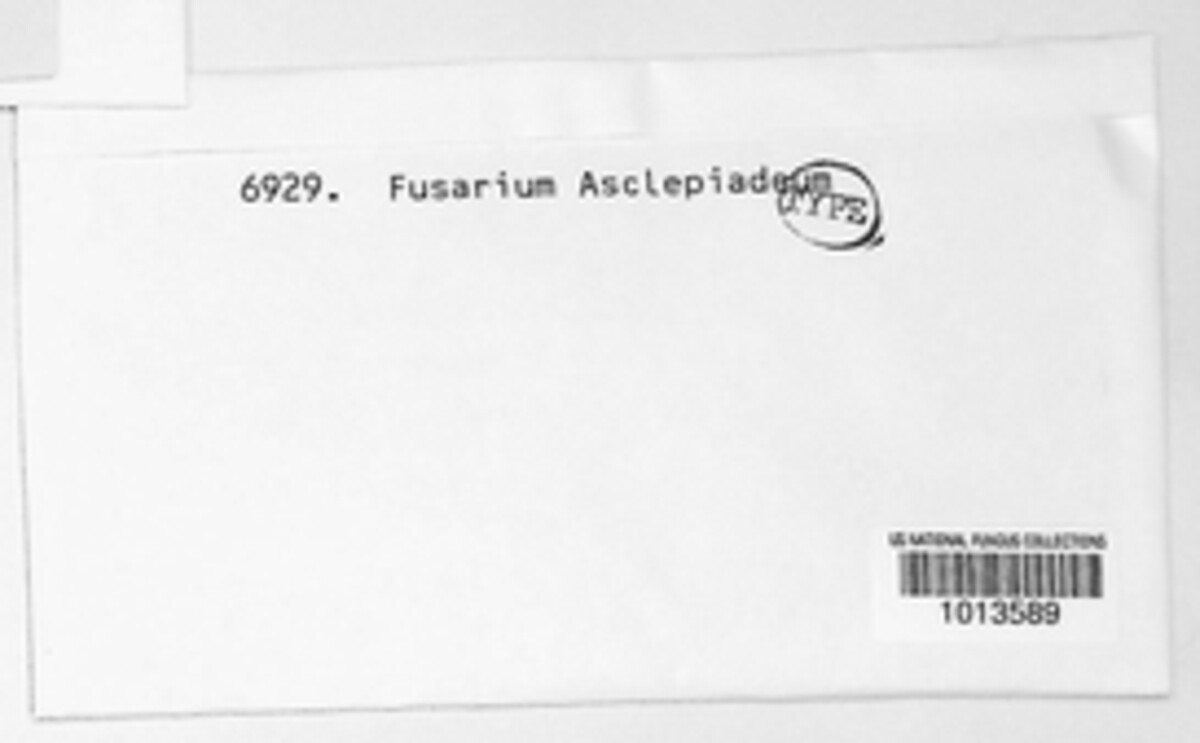 6929. Fusarium Asclepiadeum
TYPE
US NATIONAL FUNGUS COLLECTIONS
1013589